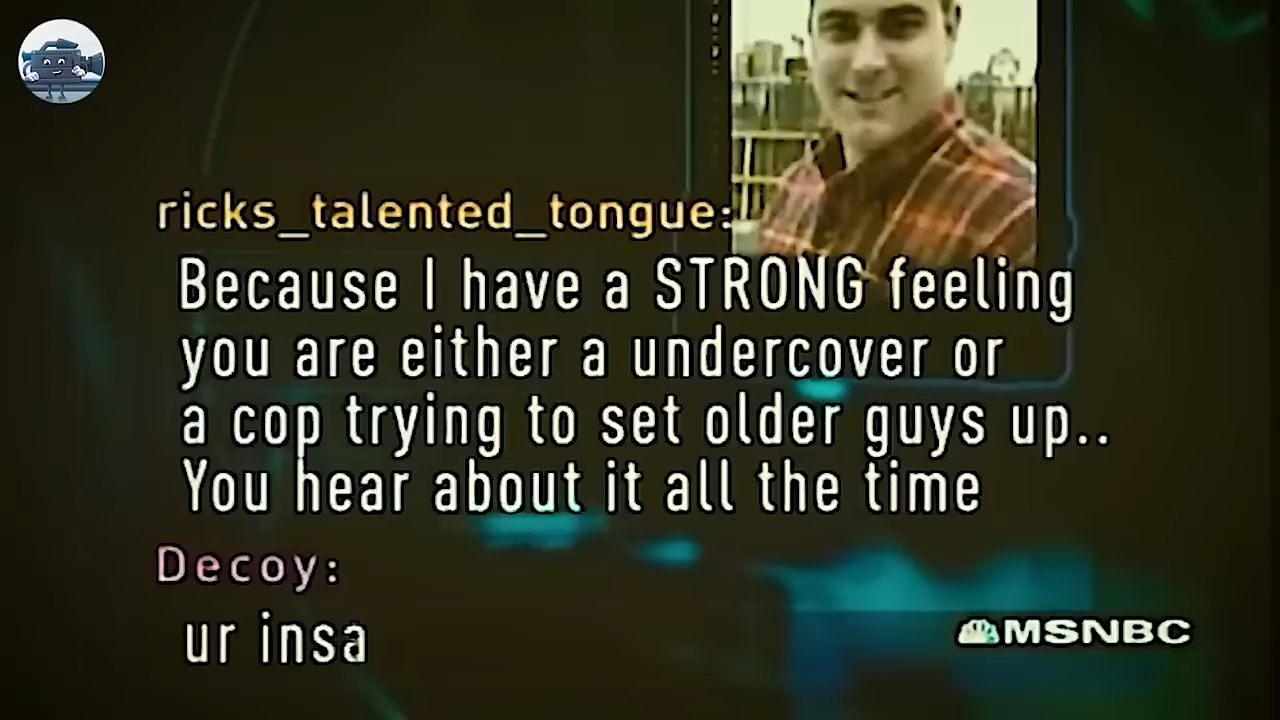 ricks_talented_tongue:
Because I have a STRONG feeling
you are either a undercover or
a cop trying to set older guys up..
You hear about it all the time
Decoy:
ur insa
MSNBC